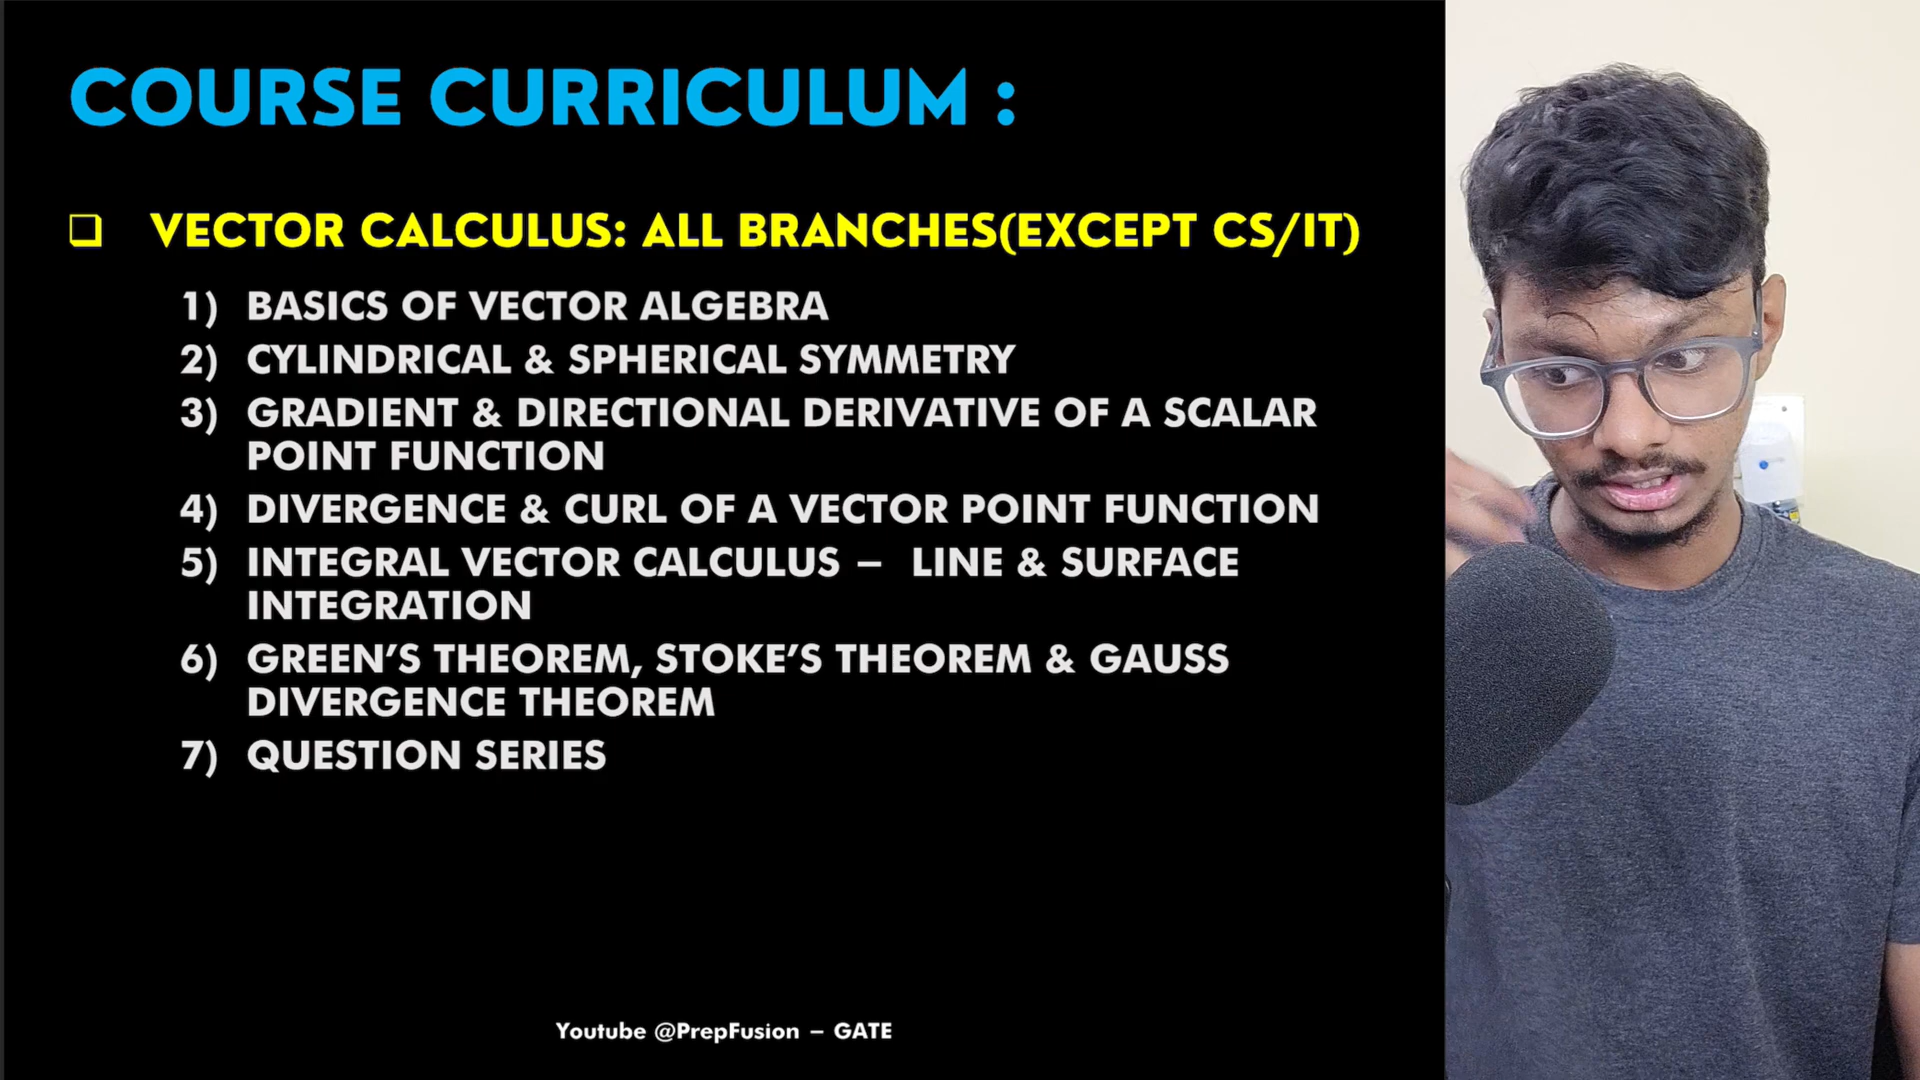 COURSE CURRICULUM :
VECTOR CALCULUS: ALL BRANCHES(EXCEPT CS/IT)
1) BASICS OF VECTOR ALGEBRA
2) CYLINDRICAL & SPHERICAL SYMMETRY
3) GRADIENT & DIRECTIONAL DERIVATIVE OF A SCALAR
POINT FUNCTION
4) DIVERGENCE & CURL OF A VECTOR POINT FUNCTION
5) INTEGRAL VECTOR CALCULUS – LINE & SURFACE
INTEGRATION
6) GREEN’S THEOREM, STOKE’S THEOREM & GAUSS
DIVERGENCE THEOREM
7) QUESTION SERIES
Youtube @PrepFusion – GATE